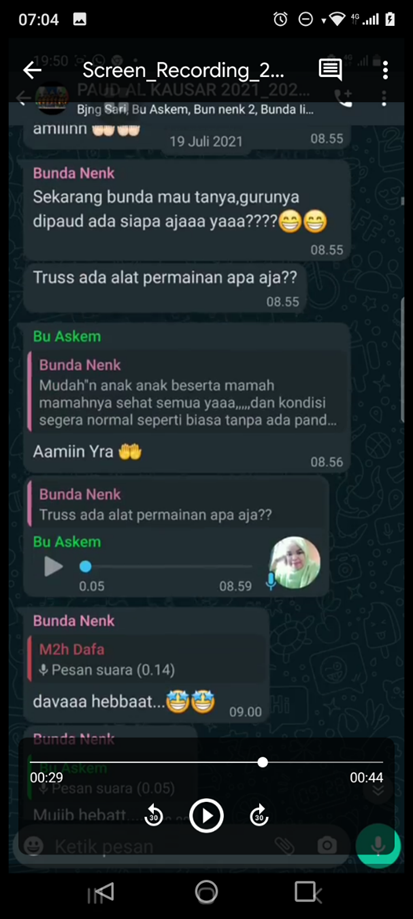 07:04
4G
19:50
Screen_Recording_2...
PAUD AL KAUSAR 2021_202...
Bjng Sari, Bu Askem, Bun nenk 2, Bunda li...
amiinn 🤲🏻🤲🏻
08.55
19 Juli 2021
Bunda Nenk
Sekarang bunda mau tanya,gurunya
dipaud ada siapa ajaaa yaaa????😁😁
08.55
Truss ada alat permainan apa aja??
08.55
Bu Askem
Bunda Nenk
Mudah"n anak anak beserta mamah
mamahnya sehat semua yaaa,,,,,dan kondisi
segera normal seperti biasa tanpa ada pand...
Aamiin Yra 🤲
08.56
Bunda Nenk
Truss ada alat permainan apa aja??
Bu Askem
0.05
08.59
Bunda Nenk
M2h Dafa
Pesan suara (0.14)
davaaa hebbaat...🤩🤩
09.00
Bunda Nenk
Bu Askem
Pesan suara (0.05)
00:29
00:44
Mujib hebatt....
30
30
Ketik pesan